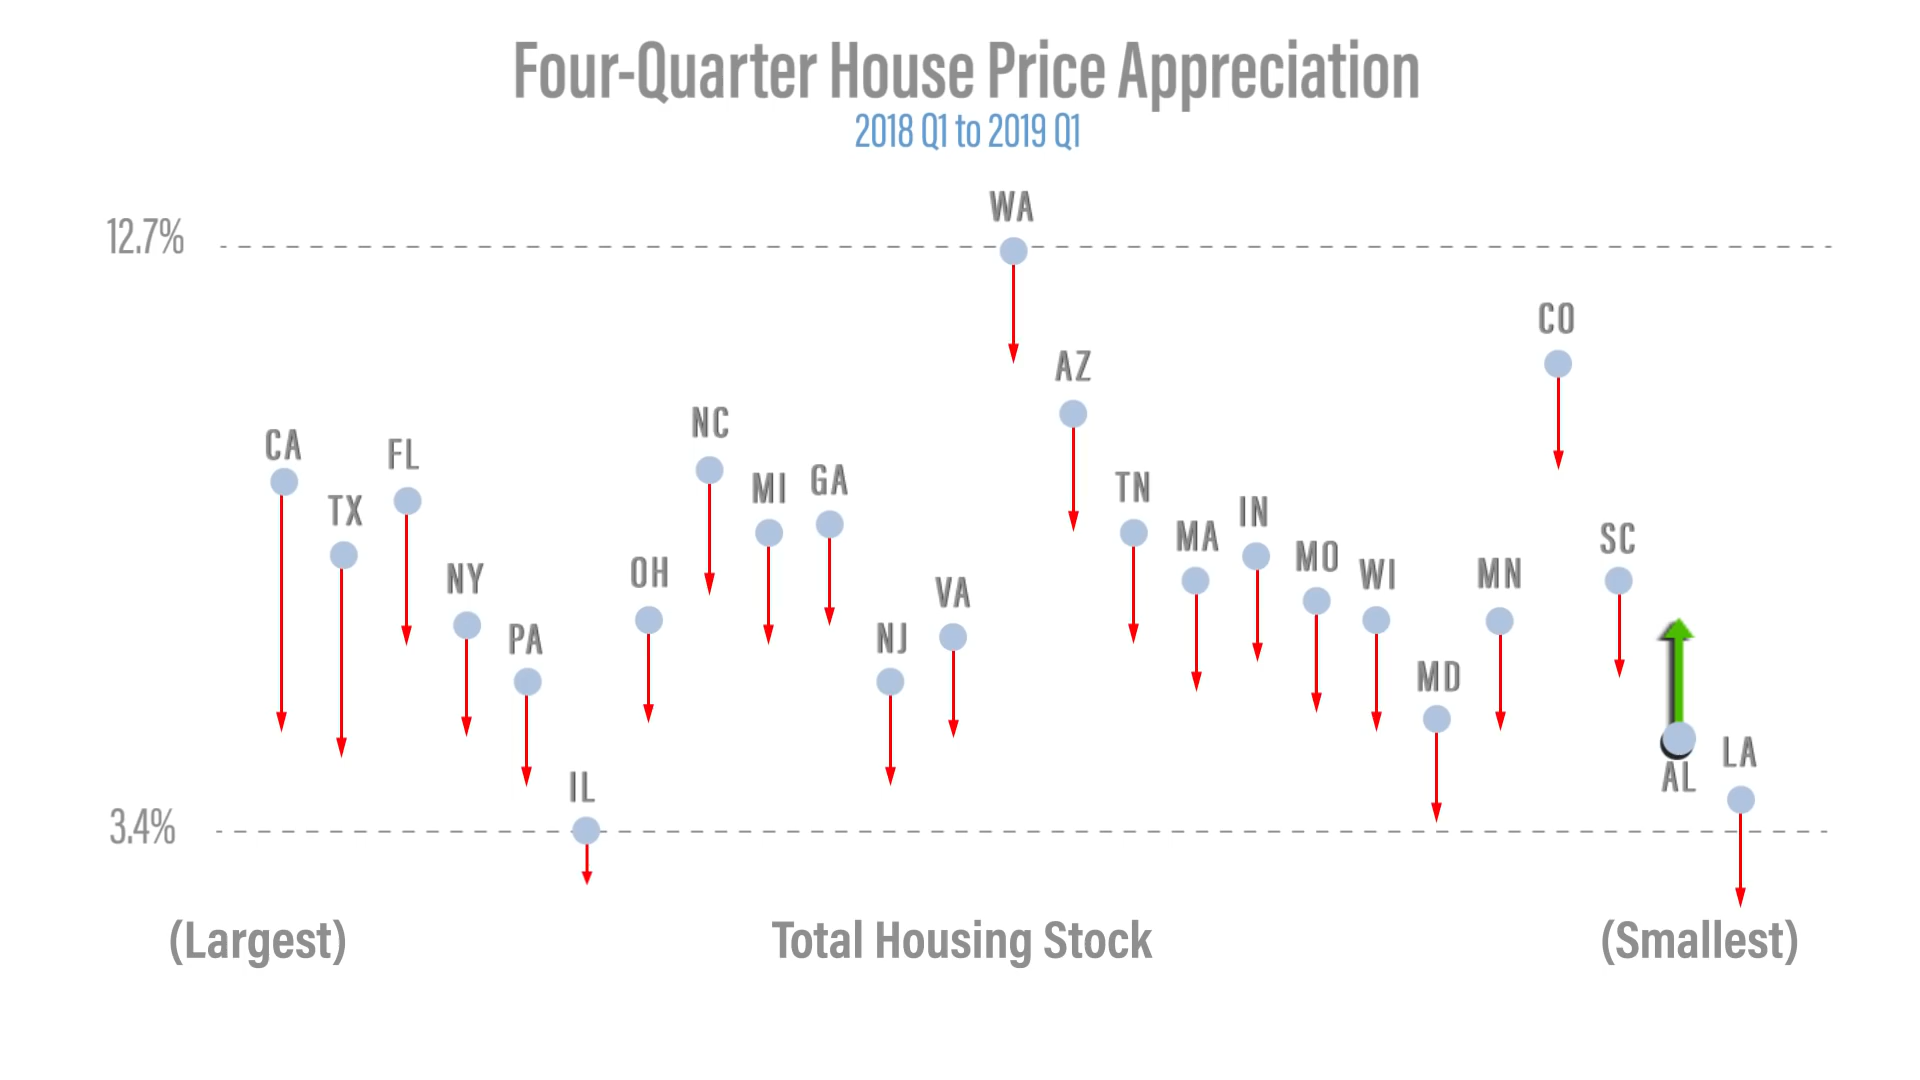 Four-Quarter House Price Appreciation
2018 Q1 to 2019 Q1
12.7%
WA
CO
AZ
NC
CA
FL
GA
MI
TN
TX
IN
MA
SC
MO
OH
MN
WI
NY
VA
NJ
PA
MD
LA
AL
IL
3.4%
(Largest)
Total Housing Stock
(Smallest)